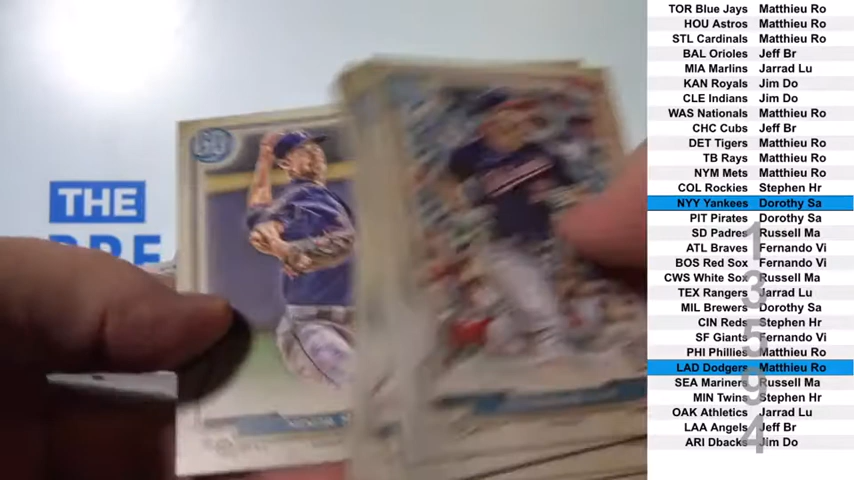 THE
GQ
TOR Blue Jays Matthieu Ro
HOU Astros Matthieu Ro
STL Cardinals Matthieu Ro
BAL Orioles Jeff Br
MIA Marlins Jarrad Lu
KAN Royals Jim Do
CLE Indians Jim Do
WAS Nationals Matthieu Ro
CHC Cubs Jeff Br
DET Tigers Matthieu Ro
TB Rays Matthieu Ro
NYM Mets Matthieu Ro
COL Rockies Stephen Hr
NYY Yankees Dorothy Sa
PIT Pirates Dorothy Sa
SD Padres Russell Ma
ATL Braves Fernando Vi
BOS Red Sox Fernando Vi
CWS White Sox Russell Ma
TEX Rangers Jarrad Lu
MIL Brewers Dorothy Sa
CIN Reds Stephen Hr
SF Giants Fernando Vi
PHI Phillies Matthieu Ro
LAD Dodgers Matthieu Ro
SEA Mariners Russell Ma
MIN Twins Stephen Hr
OAK Athletics Jarrad Lu
LAA Angels Jeff Br
ARI Dbacks Jim Do
1
3
5
9
4